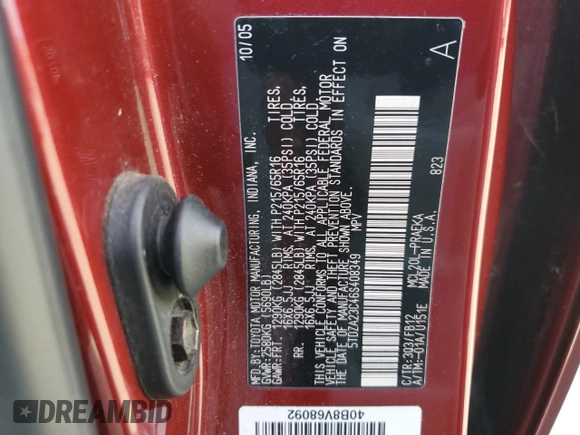 MFD. BY: TOYOTA MOTOR MANUFACTURING, INDIANA, INC. 10/05
GVWR:2580KG (5690LB)
GAWR:FRT. 1290KG (2845LB) WITH P215/65R16 TIRES,
16X6.5JJ RIMS, AT 240KPA (35PSI) COLD.
RR. 1290KG (2845LB) WITH P215/65R16 TIRES,
16X6.5JJ RIMS, AT 240KPA (35PSI) COLD.
THIS VEHICLE CONFORMS TO ALL APPLICABLE FEDERAL MOTOR
VEHICLE SAFETY AND THEFT PREVENTION STANDARDS IN EFFECT ON
THE DATE OF MANUFACTURE SHOWN ABOVE.
5TDZA23C46S408349 MPV
A
823
C/TR:3Q3/FB12 MCL20L-PRAEKA
A/TM:-01A/U151E MADE IN U.S.A.
40B8V68092
DREAMBID